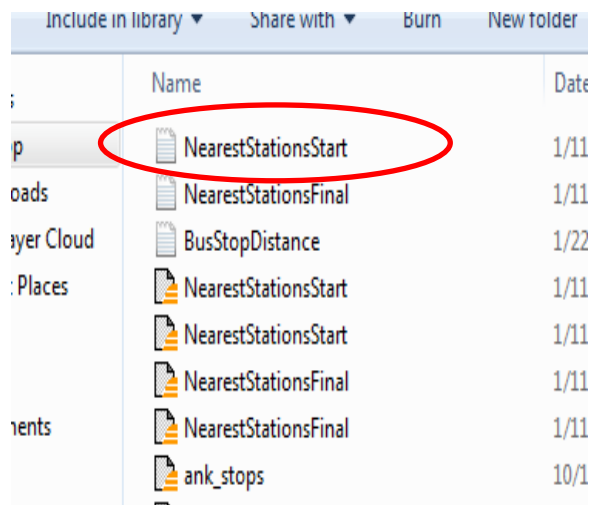 Include in library ▼ Share with ▼ Burn New folder
Name Date
s
p NearestStationsStart 1/11
oads NearestStationsFinal 1/11
ayer Cloud BusStopDistance 1/22
: Places NearestStationsStart 1/11
NearestStationsStart 1/11
NearestStationsFinal 1/11
nents NearestStationsFinal 1/11
ank_stops 10/1